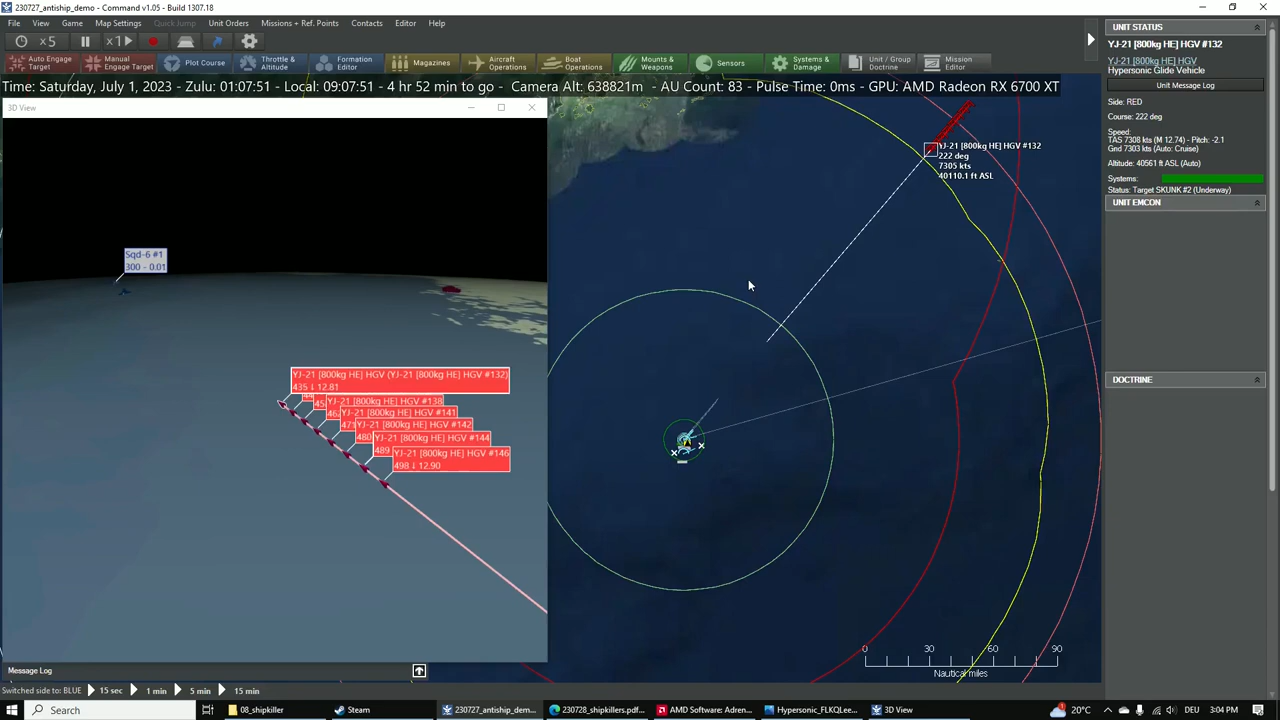 230727_antiship_demo - Command v1.05 - Build 1307.18
File View Game Map Settings Quick Jump Unit Orders Missions + Ref. Points Contacts Editor Help
x 5 x1
Auto Engage Target
Manual Engage Target
Plot Course
Throttle & Altitude
Formation Editor
Magazines
Aircraft Operations
Boat Operations
Mounts & Weapons
Sensors
Systems & Damage
Unit / Group Doctrine
Mission Editor
Time: Saturday, July 1, 2023 - Zulu: 01:07:51 - Local: 09:07:51 - 4 hr 52 min to go - Camera Alt: 638821m - AU Count: 83 - Pulse Time: 0ms - GPU: AMD Radeon RX 6700 XT
3D View
Sqd-6 #1
300 - 0.01
YJ-21 [800kg HE] HGV (YJ-21 [800kg HE] HGV #132)
435 ↓ 12.81
YJ-21 [800kg HE] HGV #138
YJ-21 [800kg HE] HGV #141
YJ-21 [800kg HE] HGV #142
480
YJ-21 [800kg HE] HGV #144
489
YJ-21 [800kg HE] HGV #146
498 ↓ 12.90
YJ-21 [800kg HE] HGV #132
222 deg
7305 kts
40110.1 ft ASL
0 30 60 90
Nautical miles
UNIT STATUS
YJ-21 [800kg HE] HGV #132
YJ-21 [800kg HE] HGV
Hypersonic Glide Vehicle
Unit Message Log
Side: RED
Course: 222 deg
Speed:
TAS 7308 kts (M 12.74) - Pitch: -2.1
Gnd 7303 kts (Auto: Cruise)
Altitude: 40561 ft ASL (Auto)
Systems:
Status: Target SKUNK #2 (Underway)
UNIT EMCON
DOCTRINE
Message Log
Switched side to: BLUE 15 sec 1 min 5 min 15 min
Search
08_shipkiller
Steam
230727_antiship_dem...
230728_shipkillers.pdf...
AMD Software: Adren...
Hypersonic_FLKQLee...
3D View
20°C
DEU
3:04 PM